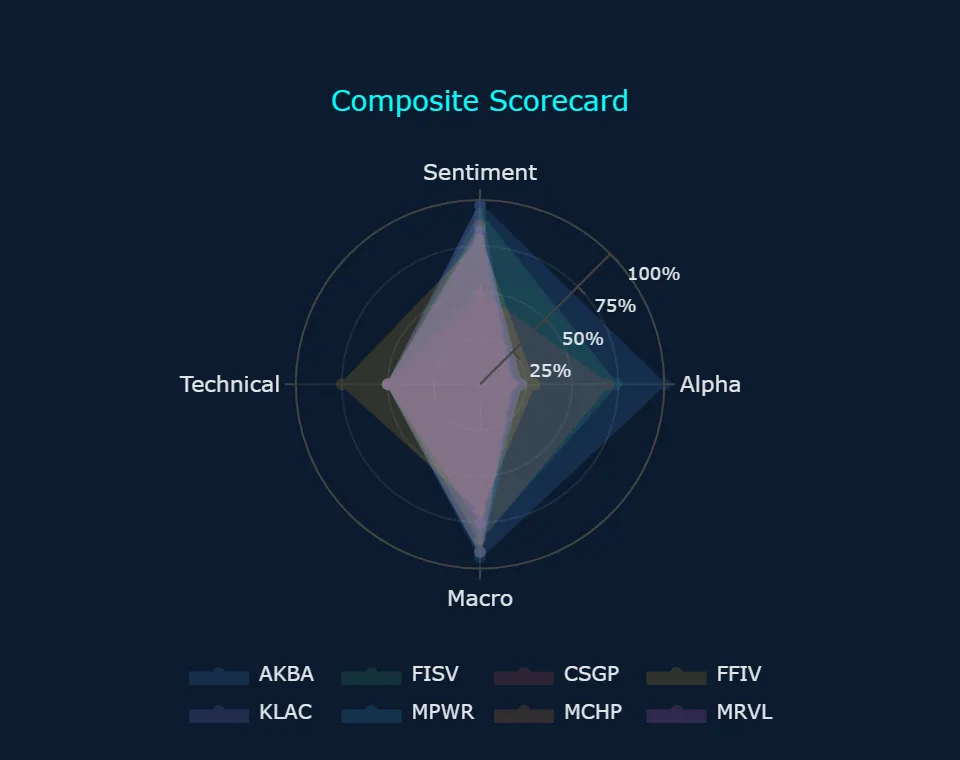 Composite Scorecard
Sentiment
100%
75%
50%
25%
Technical
Alpha
Macro
AKBA FISV CSGP FFIV
KLAC MPWR MCHP MRVL